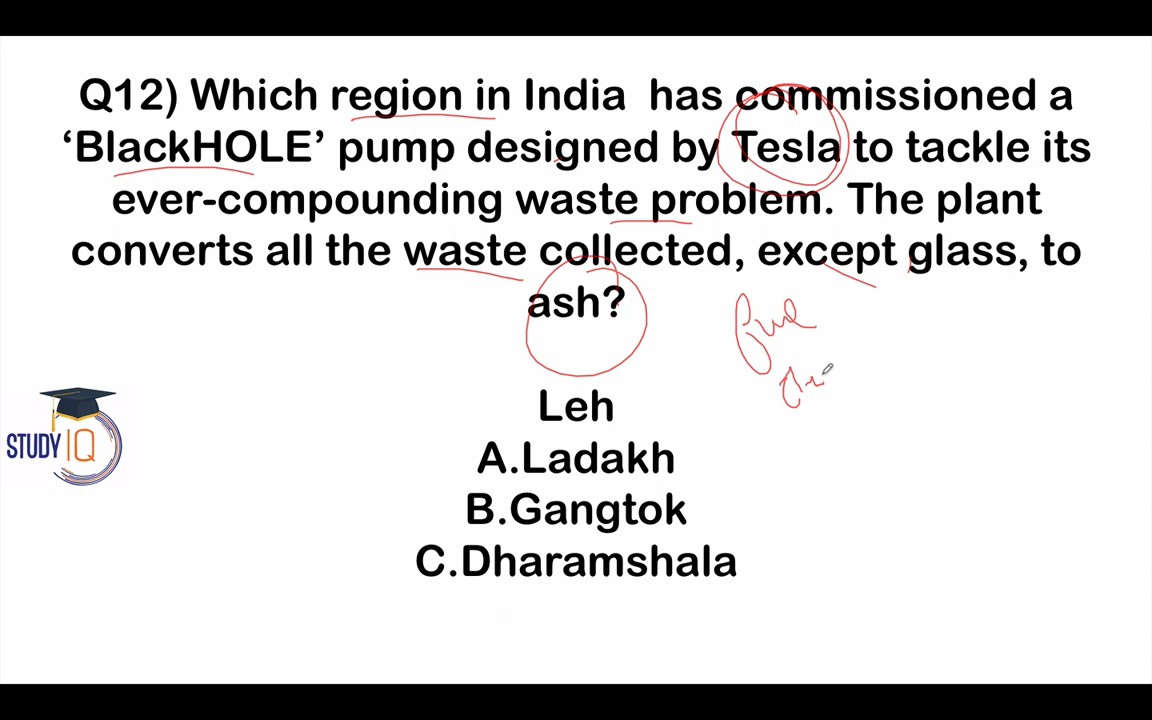 Q12) Which region in India has commissioned a
‘BlackHOLE’ pump designed by Tesla to tackle its
ever-compounding waste problem. The plant
converts all the waste collected, except glass, to
ash?
Leh
A.Ladakh
B.Gangtok
C.Dharamshala
STUDY IQ